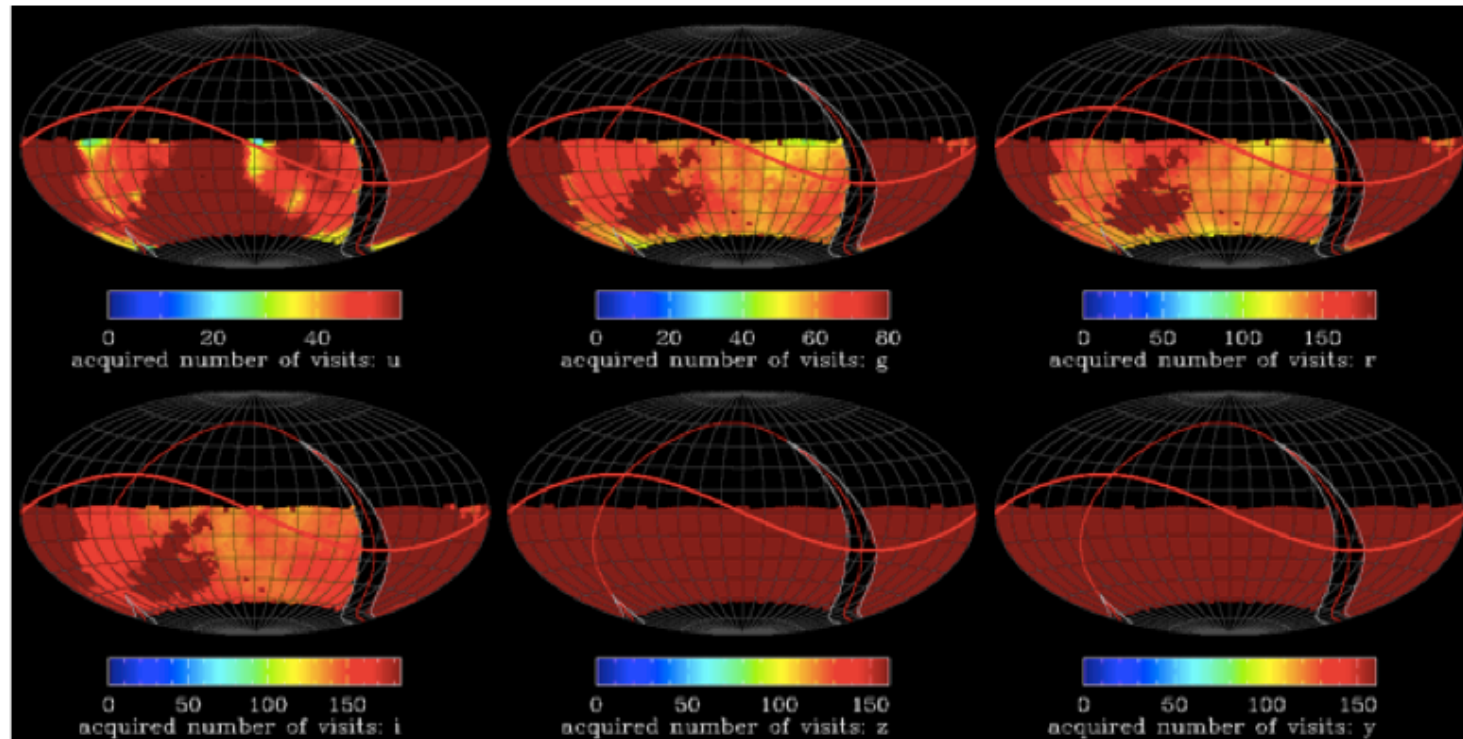 0 20 40
acquired number of visits: u
0 20 40 60 80
acquired number of visits: g
0 50 100 150
acquired number of visits: r
0 50 100 150
acquired number of visits: i
0 50 100 150
acquired number of visits: z
0 50 100 150
acquired number of visits: y